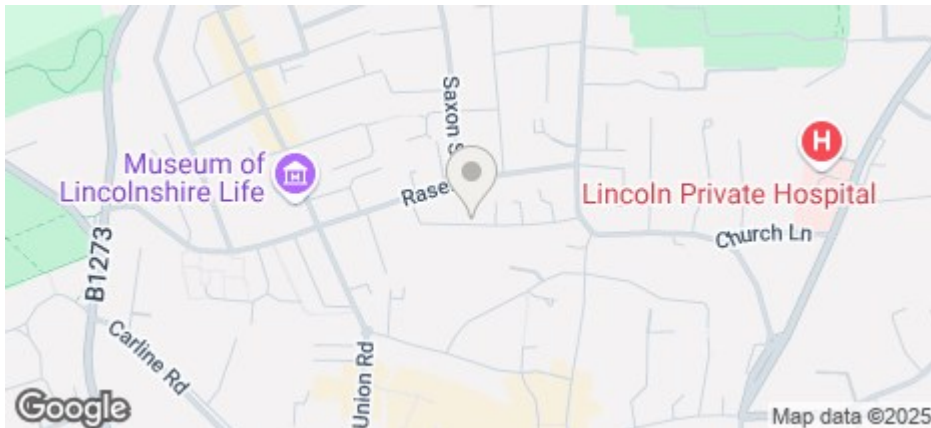 Saxon S
Museum of
Lincolnshire Life
Rase
H
Lincoln Private Hospital
Church Ln
B1273
Carline Rd
Union Rd
Google
Map data ©2025